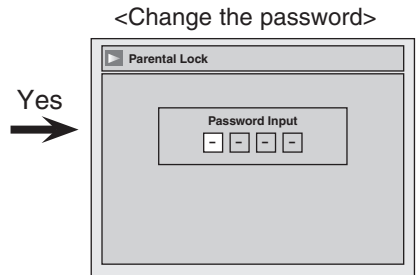 <Change the password>
Parental Lock
Yes
Password Input
- - - -